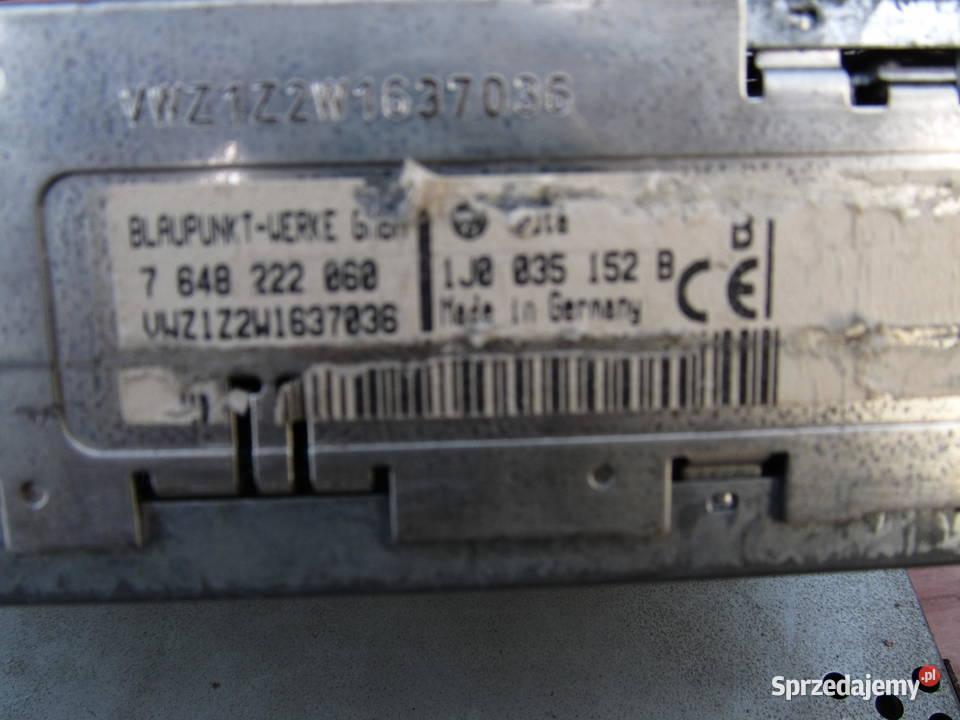 VWZ1Z2W1637036
BLAUPUNKT-WERKE
7 648 222 060
VWZ1Z2W1637036
1J0 035 152 B
Made in Germany
CE
B
Sprzedajemy.pl